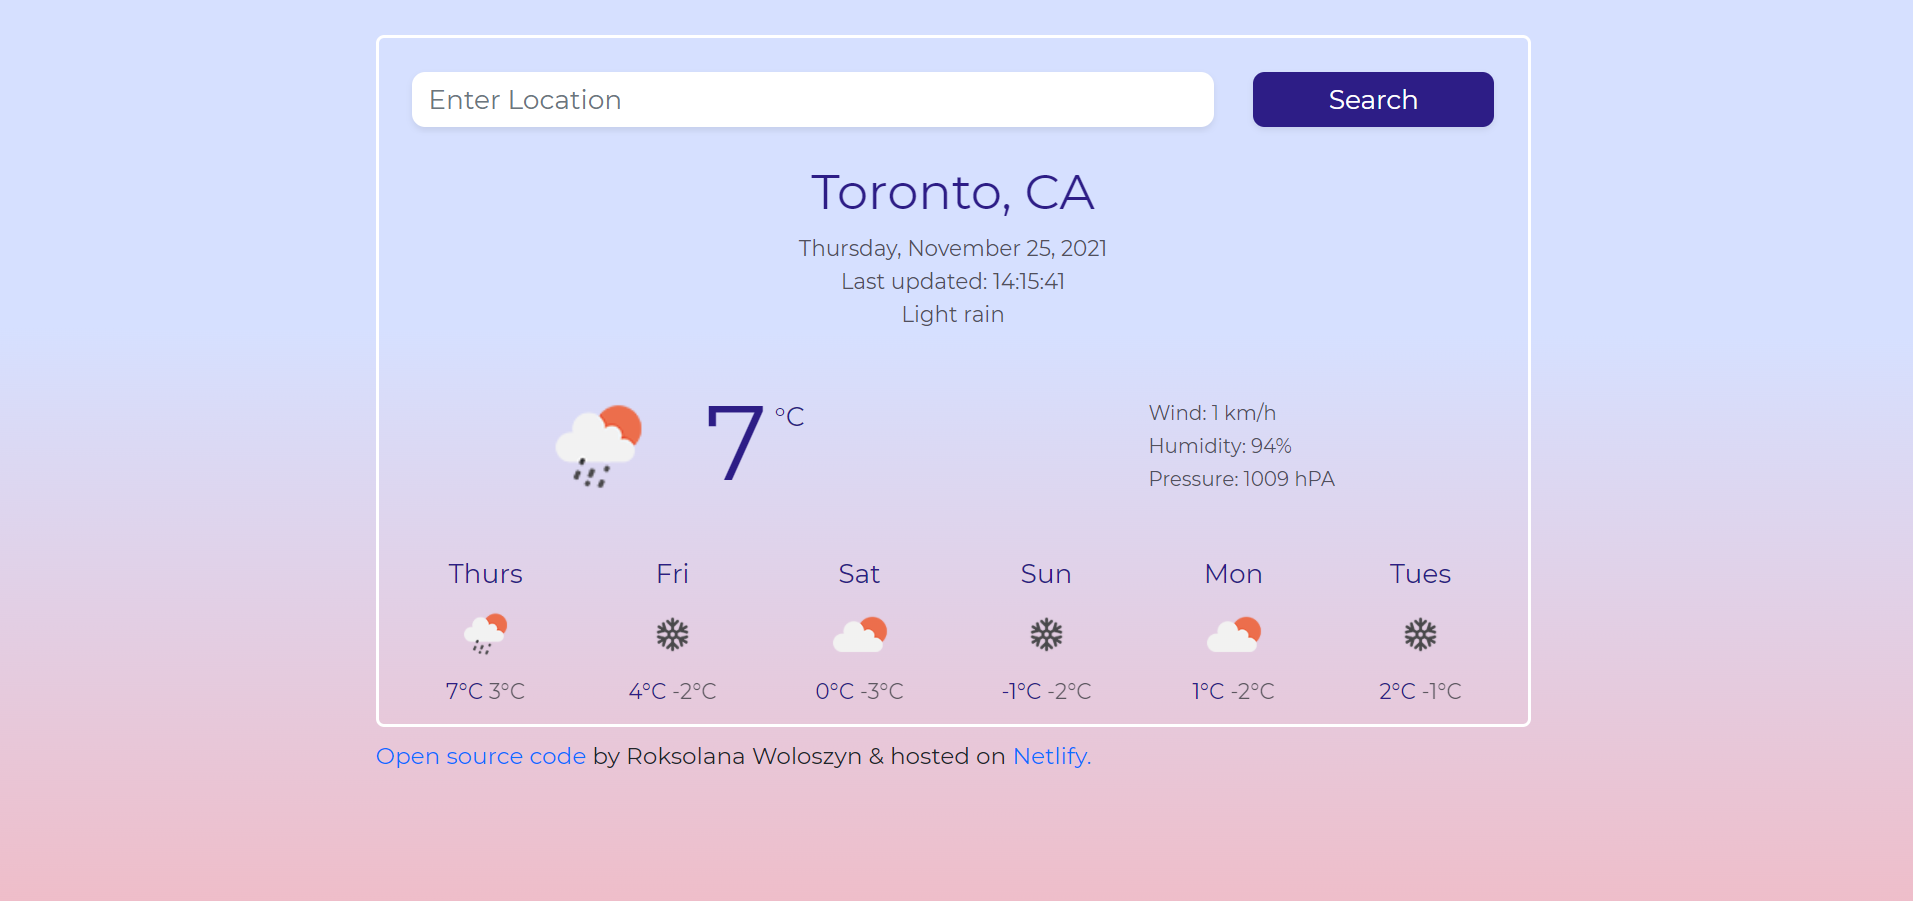 Enter Location
Search
Toronto, CA
Thursday, November 25, 2021
Last updated: 14:15:41
Light rain
7 °C
Wind: 1 km/h
Humidity: 94%
Pressure: 1009 hPA
Thurs Fri Sat Sun Mon Tues
7°C 3°C 4°C -2°C 0°C -3°C -1°C -2°C 1°C -2°C 2°C -1°C
Open source code by Roksolana Woloszyn & hosted on Netlify.